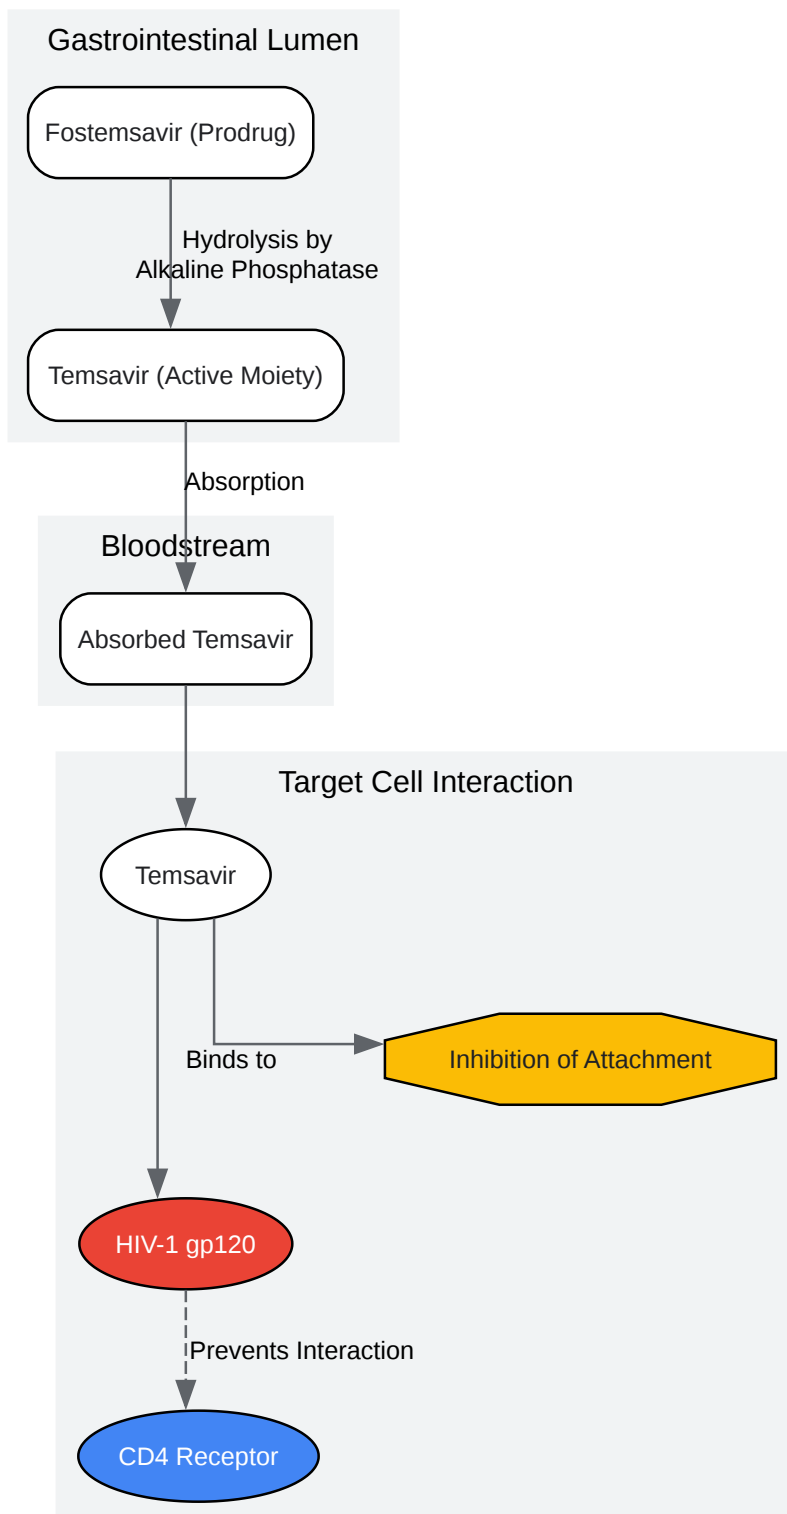 Gastrointestinal Lumen
Fostemsavir (Prodrug)
Hydrolysis by
Alkaline Phosphatase
Temsavir (Active Moiety)
Absorption
Bloodstream
Absorbed Temsavir
Target Cell Interaction
Temsavir
Binds to
Inhibition of Attachment
HIV-1 gp120
Prevents Interaction
CD4 Receptor